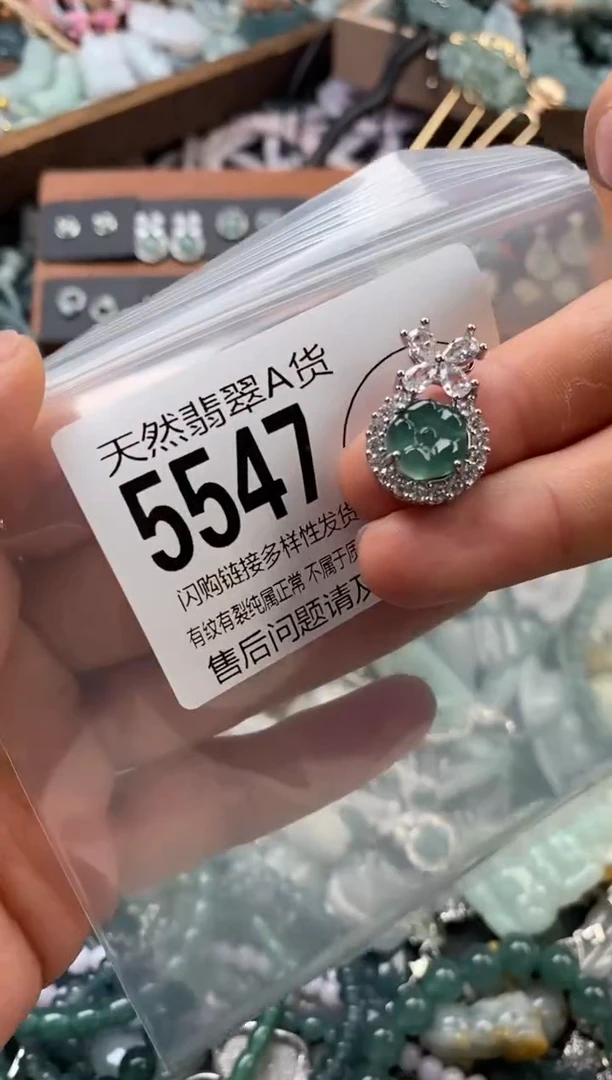 天然翡翠A货
5547
闪购链接多样性发货
有纹有裂纯属正常 不属于
售后问题请